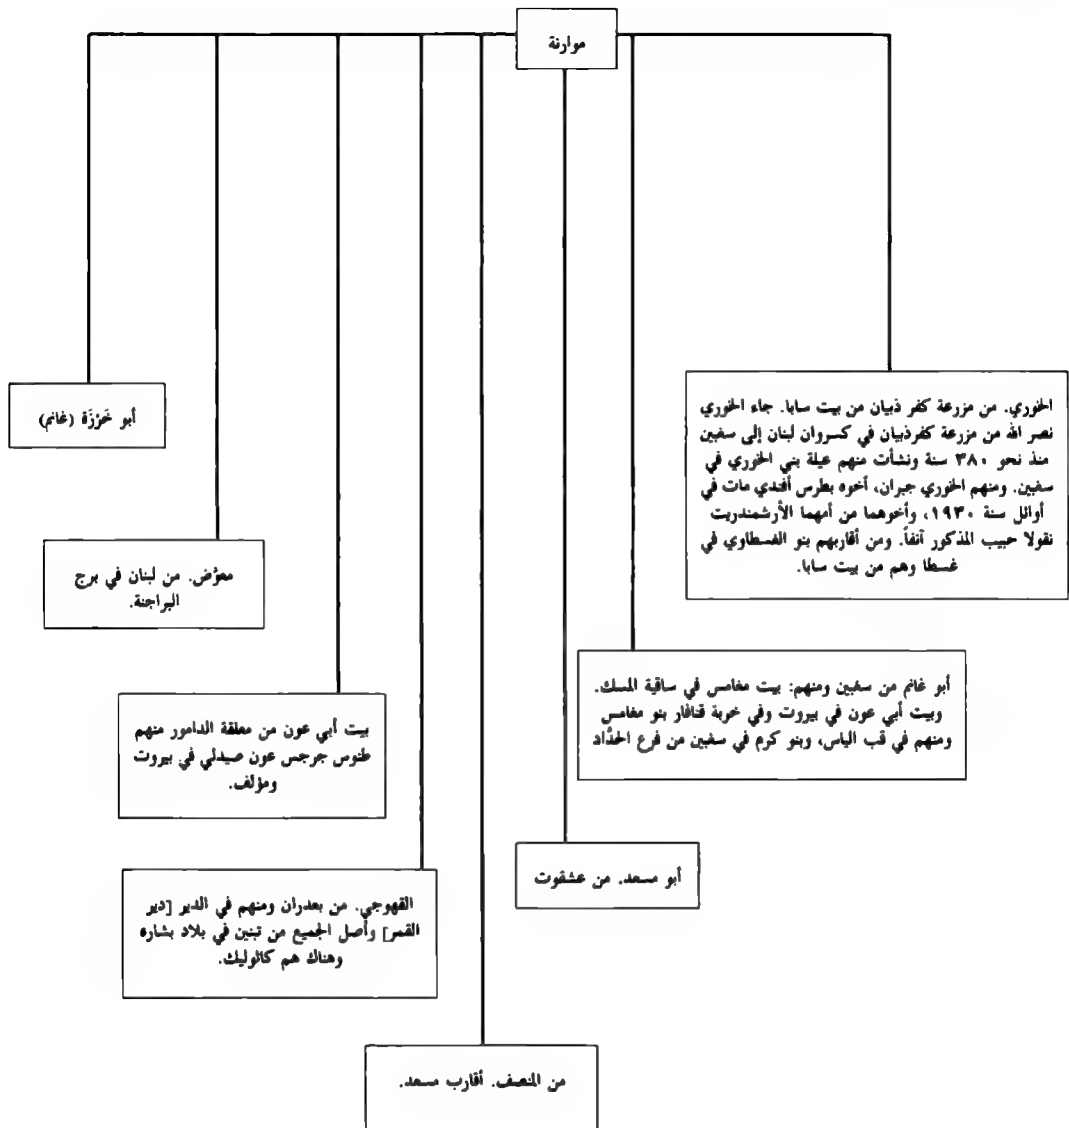 موارنة
الخوري. من مزرعة كفر ذبيان من بيت سابا. جاء الخوري
نصر الله من مزرعة كفرذبيان في كسروان لبنان إلى سغبين
منذ نحو ٣٨٠ سنة ونشأت منهم عيلة بني الخوري في
سغبين. ومنهم الخوري جبران، أخوه بطرس أفندي مات في
أوائل سنة ١٩٣٠، وأخوهما من أمهما الأرشمندريت
نقولا حبيب المذكور آنفاً. ومن أقاربهم بنو الغسطاوي في
غسطا وهم من بيت سابا.
أبو غانم من سغبين ومنهم: بيت مغامس في ساقية المسك.
وبيت أبي عون في بيروت وفي خربة قنافار بنو مغامس
ومنهم في قب الياس، وبنو كرم في سغبين من فرع الحدّاد
أبو مسعد. من عشقوت
من المنصف. أقارب مسعد.
القهوجي. من بعدران ومنهم في الدير [دير
القمر] وأصل الجميع من تبنين في بلاد بشاره
وهناك هم كاثوليك.
بيت أبي عون من معلقة الدامور منهم
طنوس جرجس عون صيدلي في بيروت
ومؤلف.
معوّض. من لبنان في برج
البراجنة.
أبو خَرْزَة (غانم)